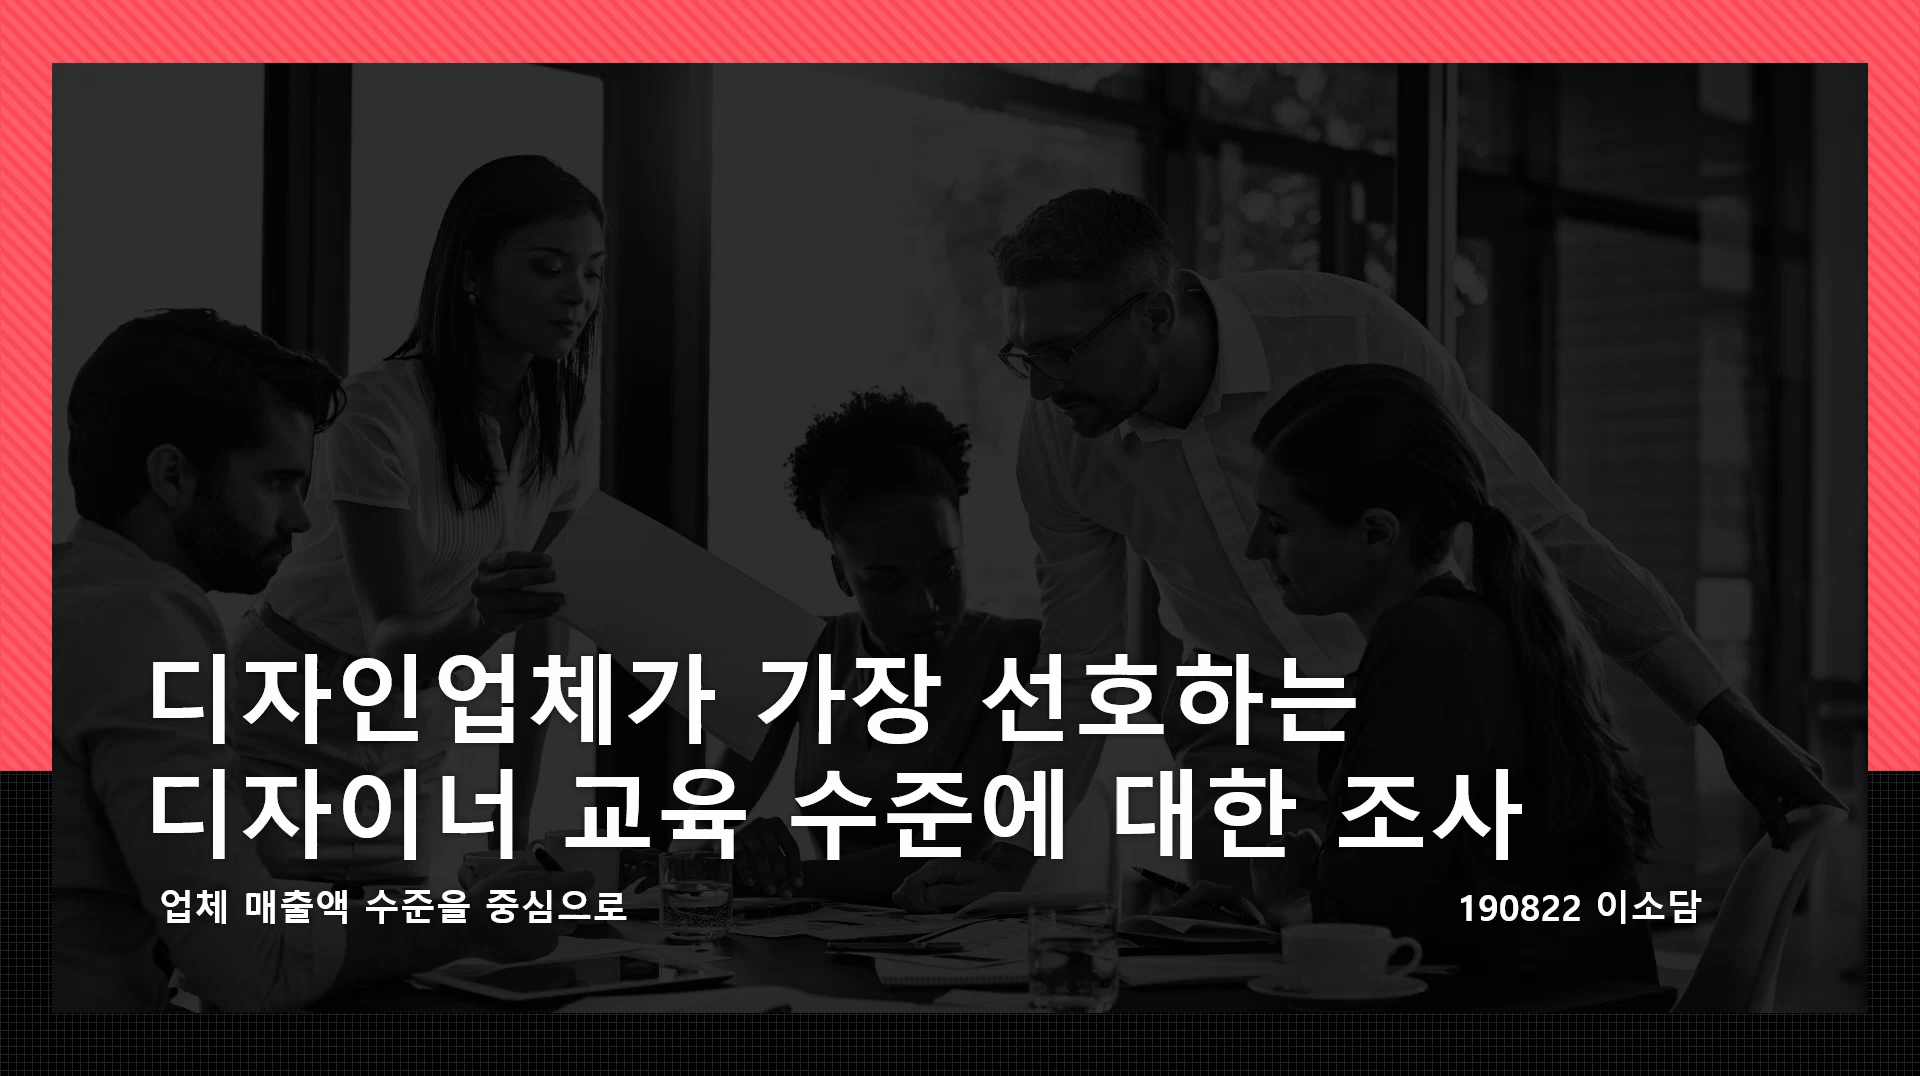 디자인업체가 가장 선호하는
디자이너 교육 수준에 대한 조사
업체 매출액 수준을 중심으로
190822 이소담